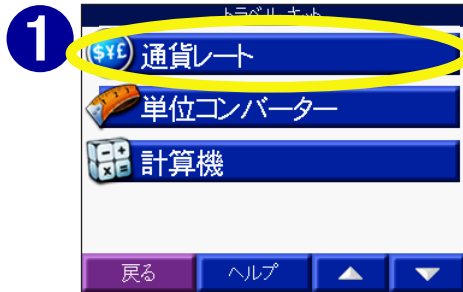 1
トラベル キット
$¥£
通貨レート
単位コンバーター
計算機
戻る ヘルプ